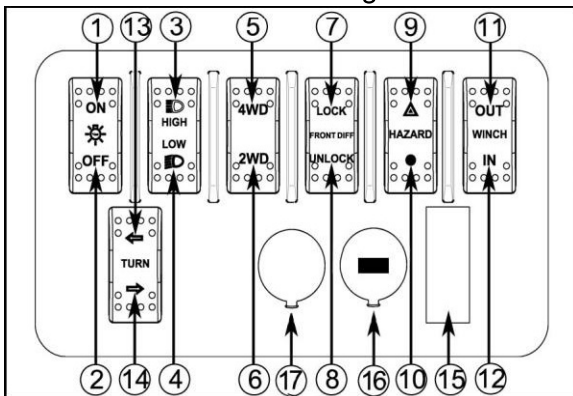 1 13 3 5 7 9 11
ON HIGH 4WD LOCK HAZARD OUT
OFF LOW 2WD FRONT DIFF UNLOCK WINCH IN
TURN
2 14 4 6 17 8 16 10 15 12